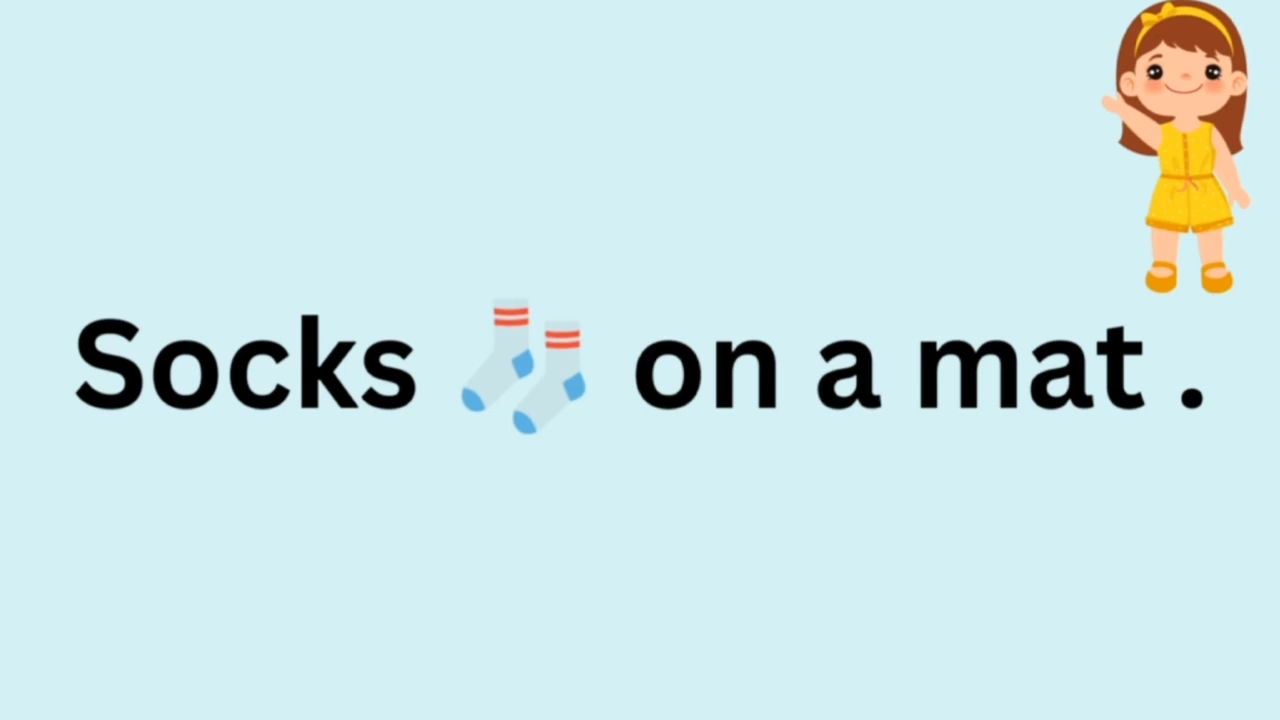 Socks 🧦 on a mat .